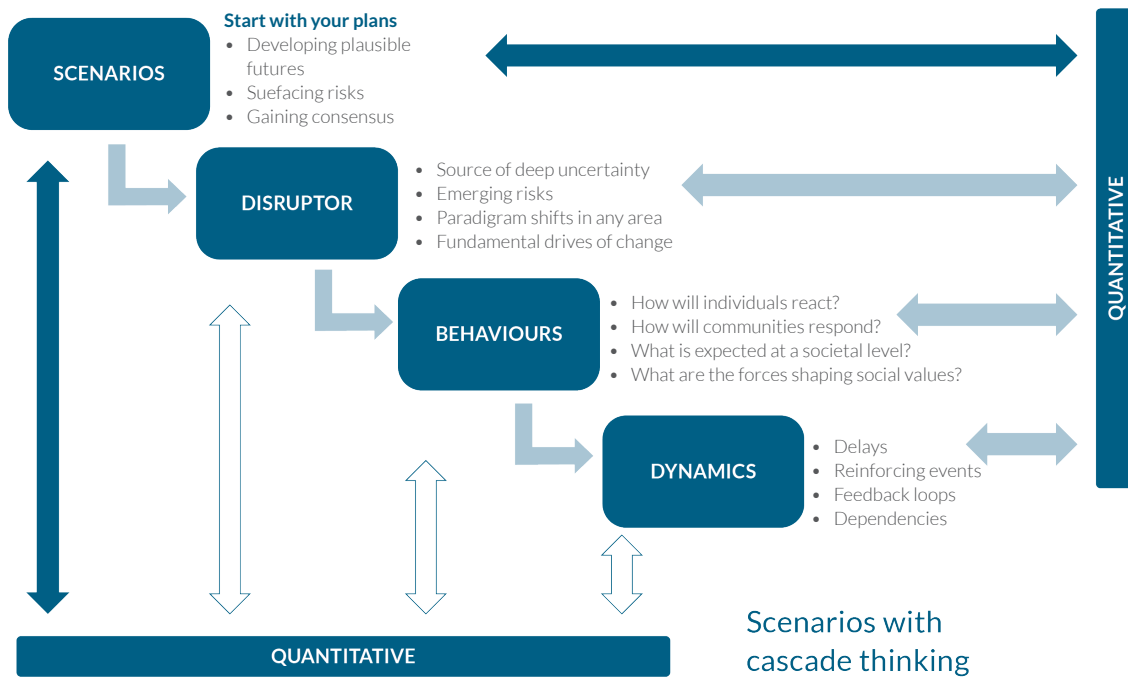 Start with your plans
SCENARIOS
• Developing plausible
futures
• Suefacing risks
• Gaining consensus
DISRUPTOR
• Source of deep uncertainty
• Emerging risks
• Paradigram shifts in any area
• Fundamental drives of change
BEHAVIOURS
• How will individuals react?
• How will communities respond?
• What is expected at a societal level?
• What are the forces shaping social values?
DYNAMICS
• Delays
• Reinforcing events
• Feedback loops
• Dependencies
QUANTITATIVE
QUANTITATIVE
Scenarios with
cascade thinking